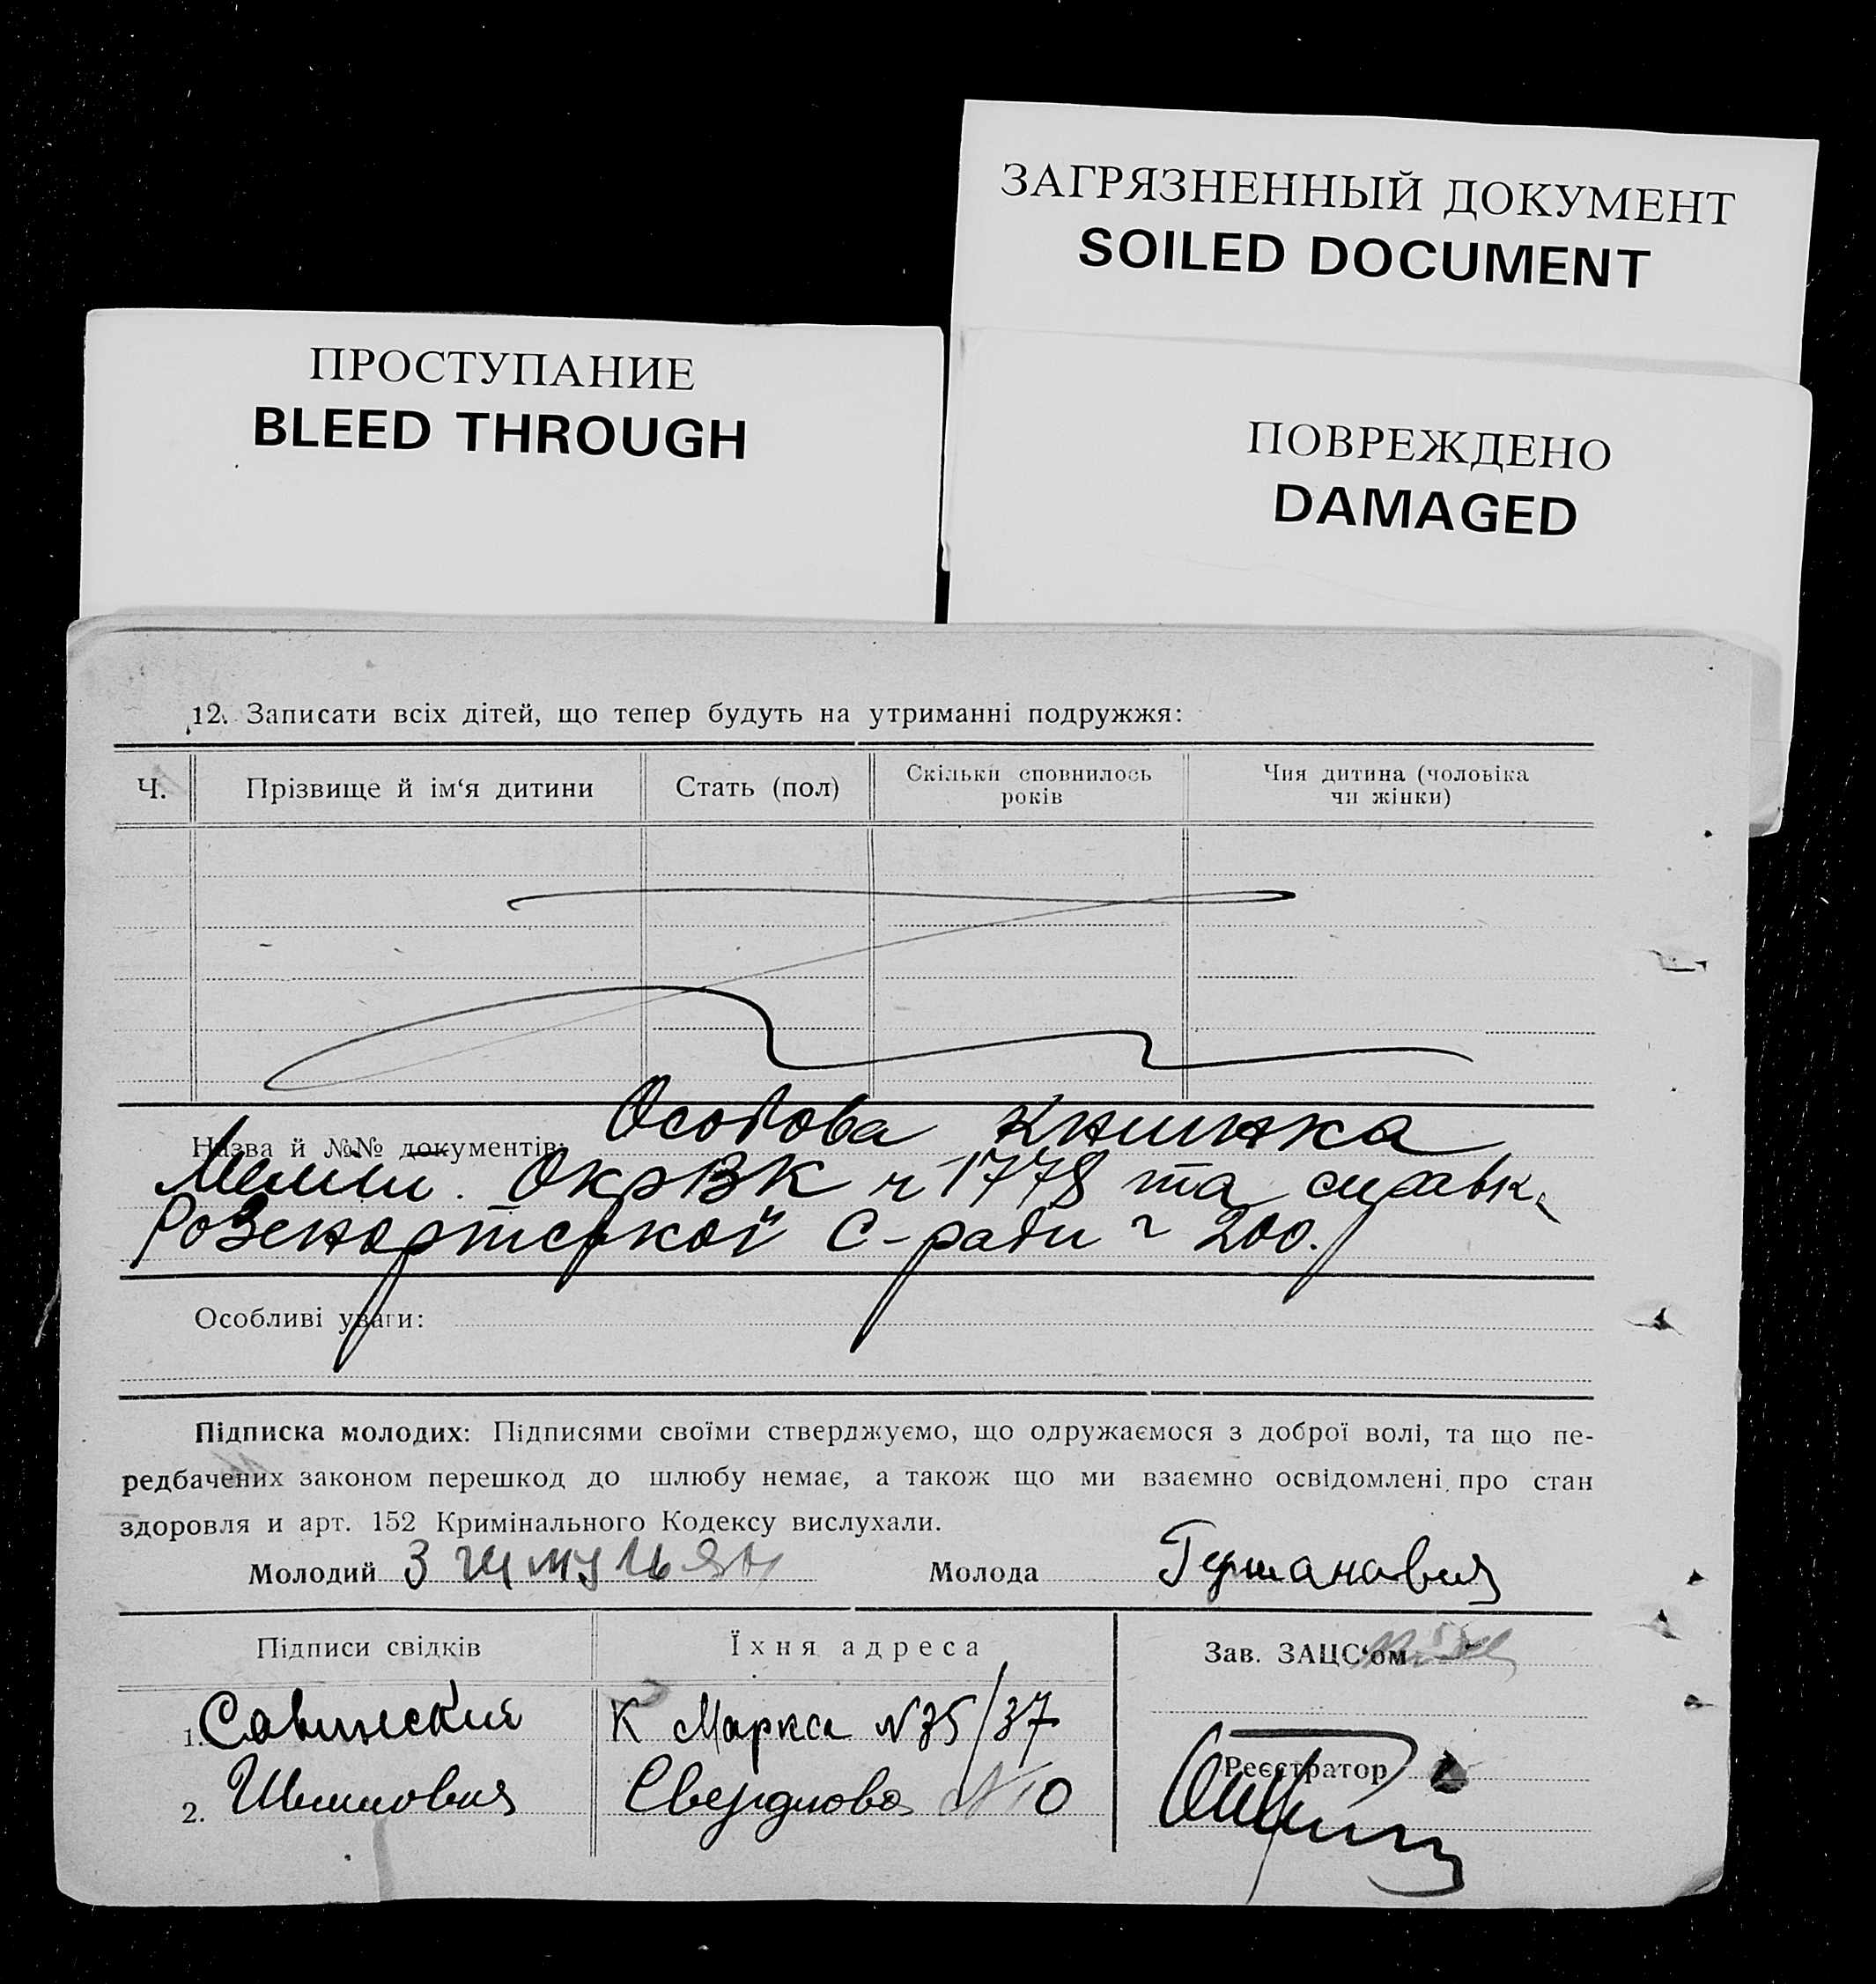 ЗАГРЯЗНЕННЫЙ ДОКУМЕНТ
SOILED DOCUMENT
ПРОСТУПАНИЕ
BLEED THROUGH
ПОВРЕЖДЕНО
DAMAGED
12. Записати всіх дітей, що тепер будуть на утриманні подружжя:
Ч.
Прізвище й ім‘я дитини
Стать (пол)
Скільки сповнилось
років
Чия дитина (чоловіка
чи жінки)
Назва й №№ документів: Особова книжка
ОкрВК ч 1778 та справк
С-ради ч 200.
Особливі уваги:
Підписка молодих: Підписями своїми стверджуємо, що одружаємося з доброї волі, та що пе-
редбачених законом перешкод до шлюбу немає, а також що ми взаємно освідомлені про стан
здоровля и арт. 152 Кримінального Кодексу вислухали.
Молодий
Молода
Підписи свідків
Їхня адреса
Зав. ЗАЦС‘ом
1. Савинский К Маркса N 35/37
Реєстратор
2. Свердлова N 10